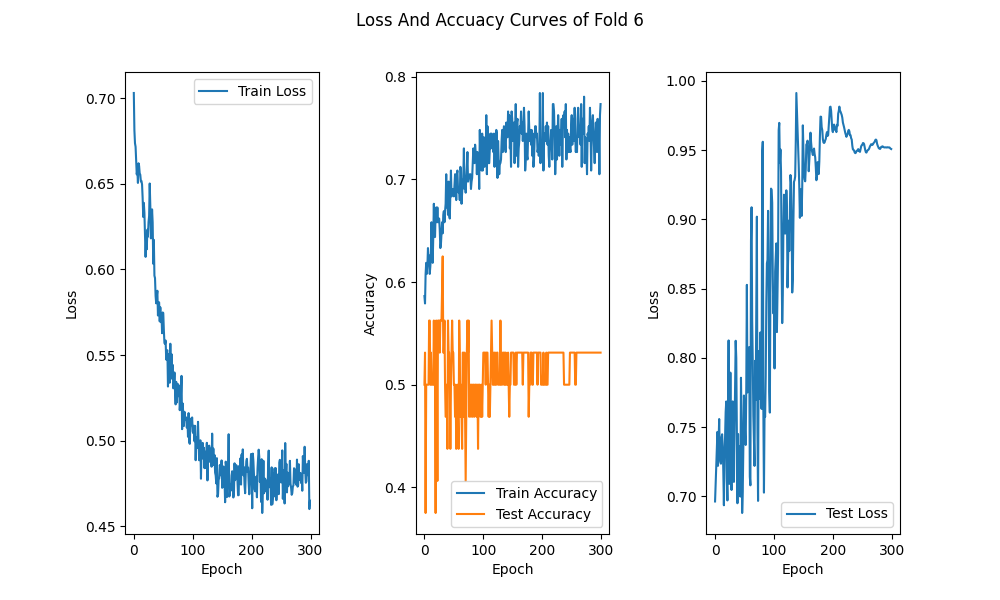 Loss And Accuacy Curves of Fold 6
Loss
0.70
0.65
0.60
0.55
0.50
0.45
Train Loss
0 100 200 300
Epoch
Accuracy
0.8
0.7
0.6
0.5
0.4
Train Accuracy
Test Accuracy
0 100 200 300
Epoch
Loss
1.00
0.95
0.90
0.85
0.80
0.75
0.70
Test Loss
0 100 200 300
Epoch